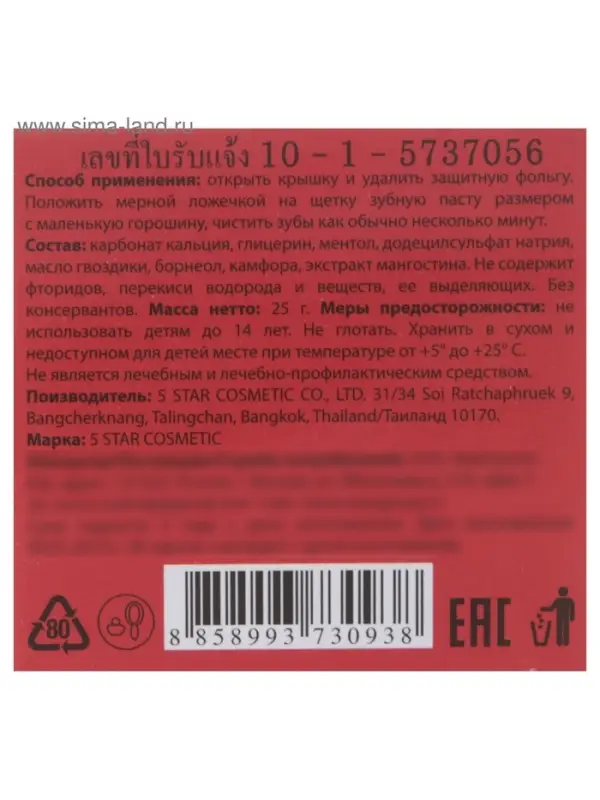 www.sima-land.ru
เลขที่ใบรับแจ้ง 10 - 1 - 5737056
Способ применения: открыть крышку и удалить защитную фольгу.
Положить мерной ложечкой на щетку зубную пасту размером
с маленькую горошину, чистить зубы как обычно несколько минут.
Состав: карбонат кальция, глицерин, ментол, додецилсульфат натрия,
масло гвоздики, борнеол, камфора, экстракт мангостина. Не содержит
фторидов, перекиси водорода и веществ, ее выделяющих. Без
консервантов. Масса нетто: 25 г. Меры предосторожности: не
использовать детям до 14 лет. Не глотать. Хранить в сухом и
недоступном для детей месте при температуре от +5° до +25° С.
Не является лечебным и лечебно-профилактическим средством.
Поизводитель: 5 STAR COSMETIC CO., LTD. 31/34 Soi Ratchaphruek 9,
Bangcherknang, Talingchan, Bangkok, Thailand/Таиланд 10170.
Марка: 5 STAR COSMETIC
80
8 858993 730938
EAC